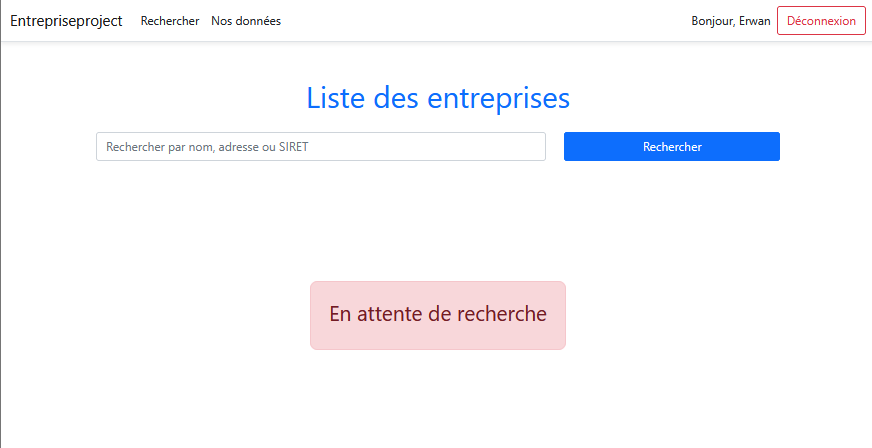 Entrepriseproject Rechercher Nos données Bonjour, Erwan Déconnexion
Liste des entreprises
Rechercher par nom, adresse ou SIRET Rechercher
En attente de recherche